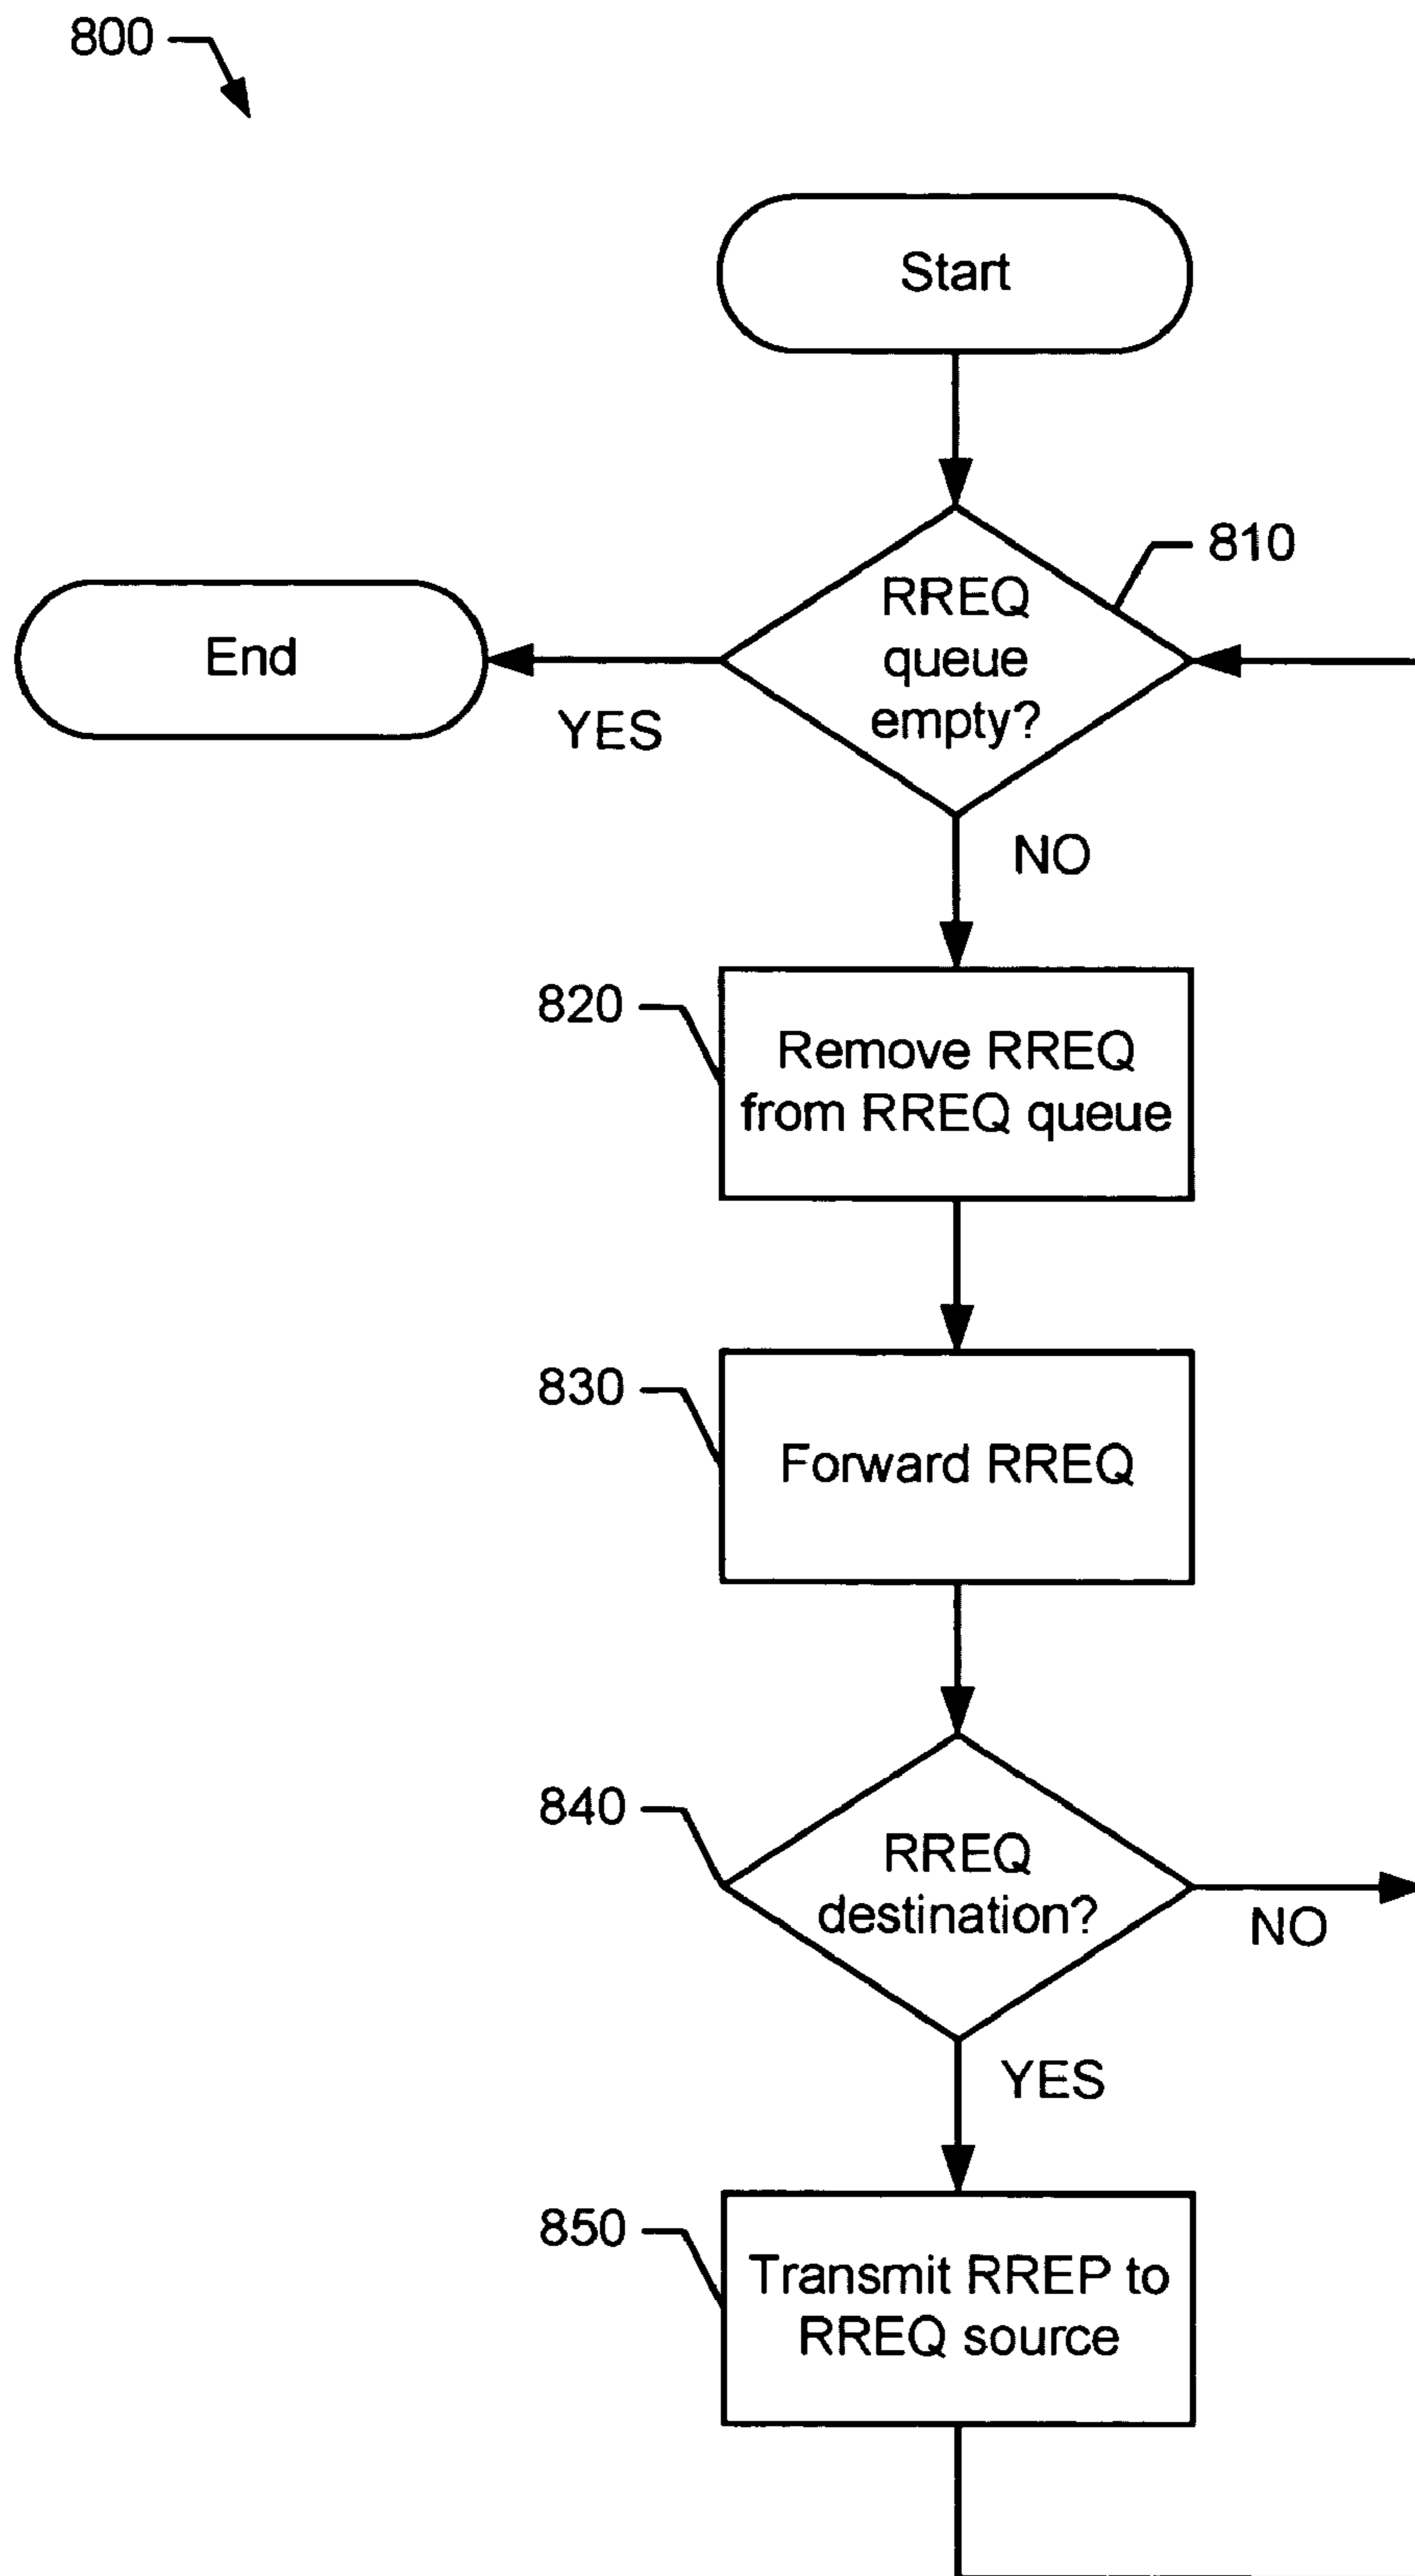 800
Start
810
RREQ
queue
empty?
End
YES
NO
820
Remove RREQ
from RREQ queue
830
Forward RREQ
840
RREQ
destination?
NO
YES
850
Transmit RREP to
RREQ source